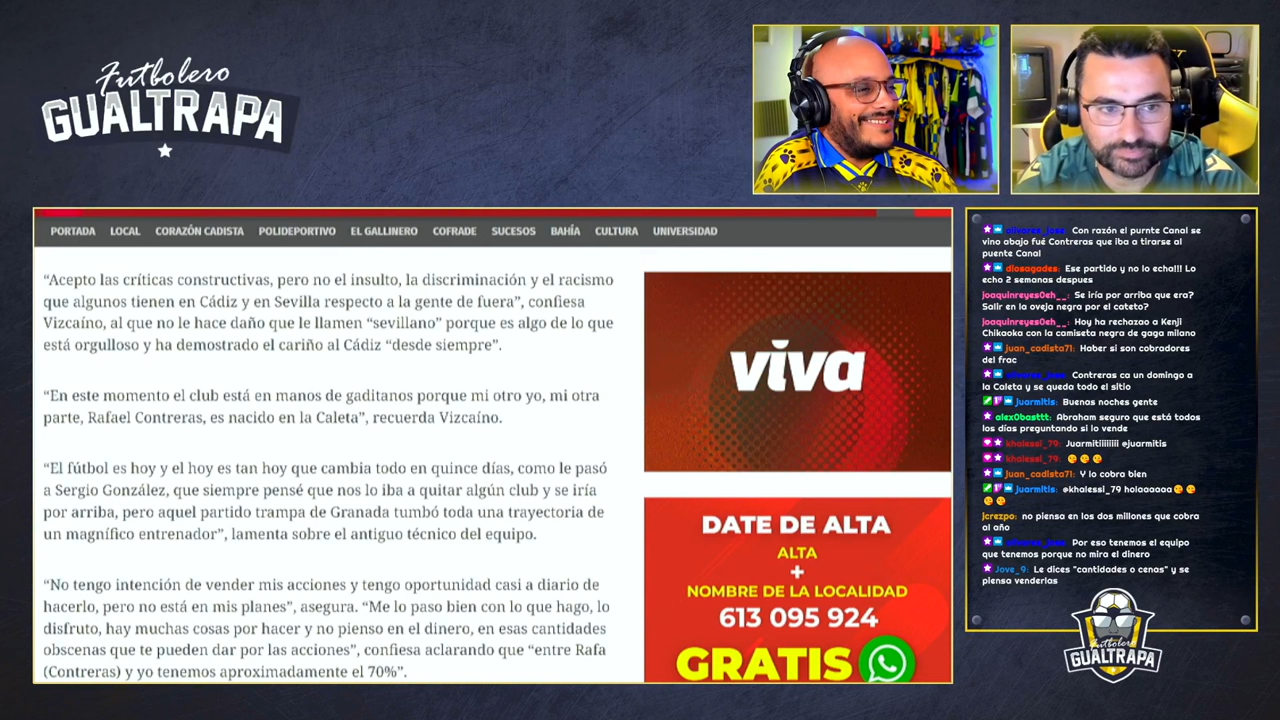 Futbolero
GUALTRAPA
PORTADA LOCAL CORAZÓN CADISTA POLIDEPORTIVO EL GALLINERO COFRADE SUCESOS BAHÍA CULTURA UNIVERSIDAD
“Acepto las críticas constructivas, pero no el insulto, la discriminación y el racismo
que algunos tienen en Cádiz y en Sevilla respecto a la gente de fuera”, confiesa
Vizcaíno, al que no le hace daño que le llamen “sevillano” porque es algo de lo que
está orgulloso y ha demostrado el cariño al Cádiz “desde siempre”.
“En este momento el club está en manos de gaditanos porque mi otro yo, mi otra
parte, Rafael Contreras, es nacido en la Caleta”, recuerda Vizcaíno.
“El fútbol es hoy y el hoy es tan hoy que cambia todo en quince días, como le pasó
a Sergio González, que siempre pensé que nos lo iba a quitar algún club y se iría
por arriba, pero aquel partido trampa de Granada tumbó toda una trayectoria de
un magnífico entrenador”, lamenta sobre el antiguo técnico del equipo.
“No tengo intención de vender mis acciones y tengo oportunidad casi a diario de
hacerlo, pero no está en mis planes”, asegura. “Me lo paso bien con lo que hago, lo
disfruto, hay muchas cosas por hacer y no pienso en el dinero, en esas cantidades
obscenas que te pueden dar por las acciones”, confiesa aclarando que “entre Rafa
(Contreras) y yo tenemos aproximadamente el 70%”.
viva
DATE DE ALTA
ALTA
+
NOMBRE DE LA LOCALIDAD
613 095 924
GRATIS
Con razón el purnte Canal se
vino abajo fué Contreras que iba a tirarse al
puente Canal
diosagades: Ese partido y no lo echa!!! Lo
echo 2 semanas despues
joaquinreyes0eh__: Se iría por arriba que era?
Salir en la oveja negra por el cateto?
joaquinreyes0eh__: Hoy ha rechazao a Kenji
Chikaoka con la camiseta negra de gaga milano
juan_cadista71: Haber si son cobradores
del frac
Contreras ca un domingo a
la Caleta y se queda todo el sitio
Juarmitis: Buenas noches gente
alex0basttt: Abraham seguro que está todos
los días preguntando si lo vende
khalessi_79: Juarmitiiiiiiii @juarmitis
khalessi_79: 😘 😘 😘
juan_cadista71: Y lo cobra bien
Juarmitis: @khalessi_79 holaaaaaa😘 😘
😘 😘
jcrezpo: no piensa en los dos millones que cobra
al año
Por eso tenemos el equipo
que tenemos porque no mira el dinero
Jove_9: Le dices "cantidades o cenas" y se
piensa venderlas
Futbolero
GUALTRAPA